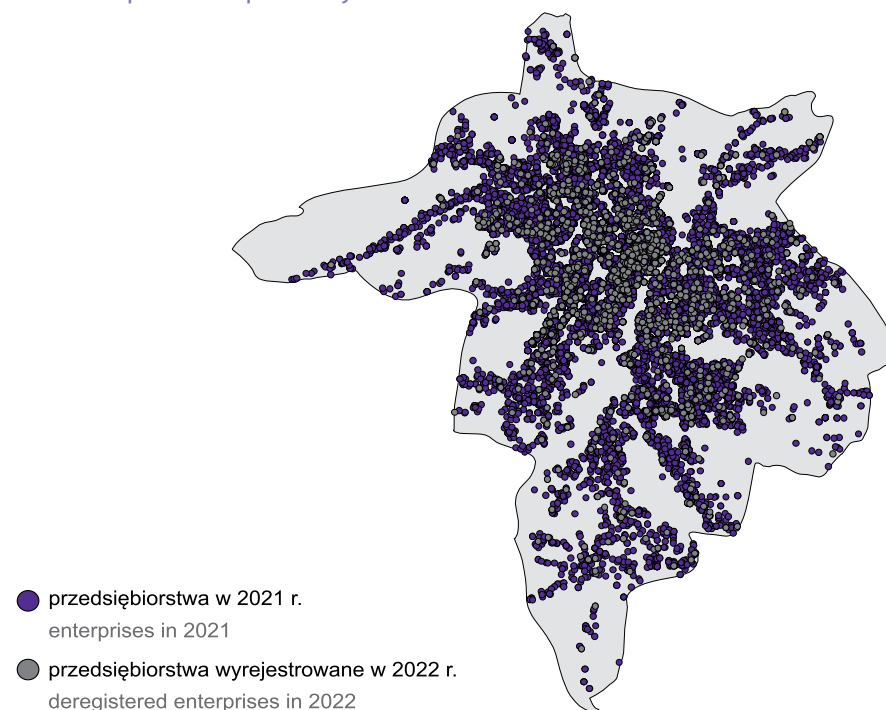 przedsiębiorstwa w 2021 r.
enterprises in 2021
przedsiębiorstwa wyrejestrowane w 2022 r.
deregistered enterprises in 2022